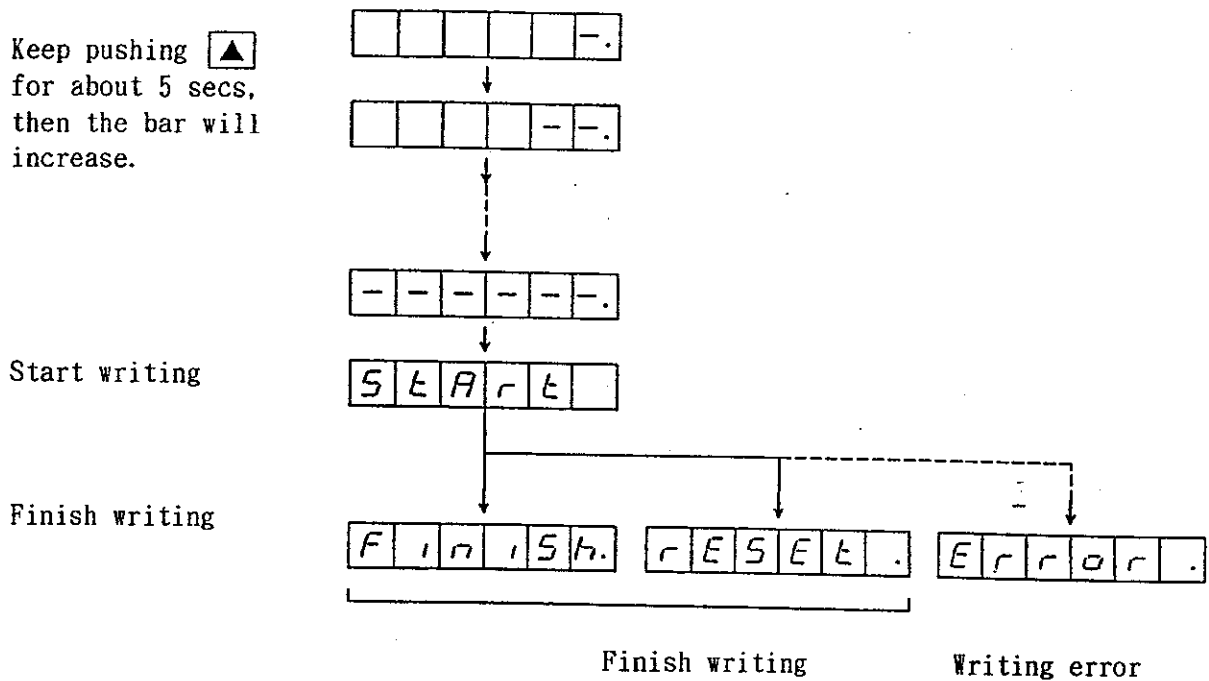 Keep pushing ▲
for about 5 secs,
then the bar will
increase.
-.
--.
------.
Start writing
StArt
Finish writing
FiniSh.
rESEt.
Error.
Finish writing
Writing error